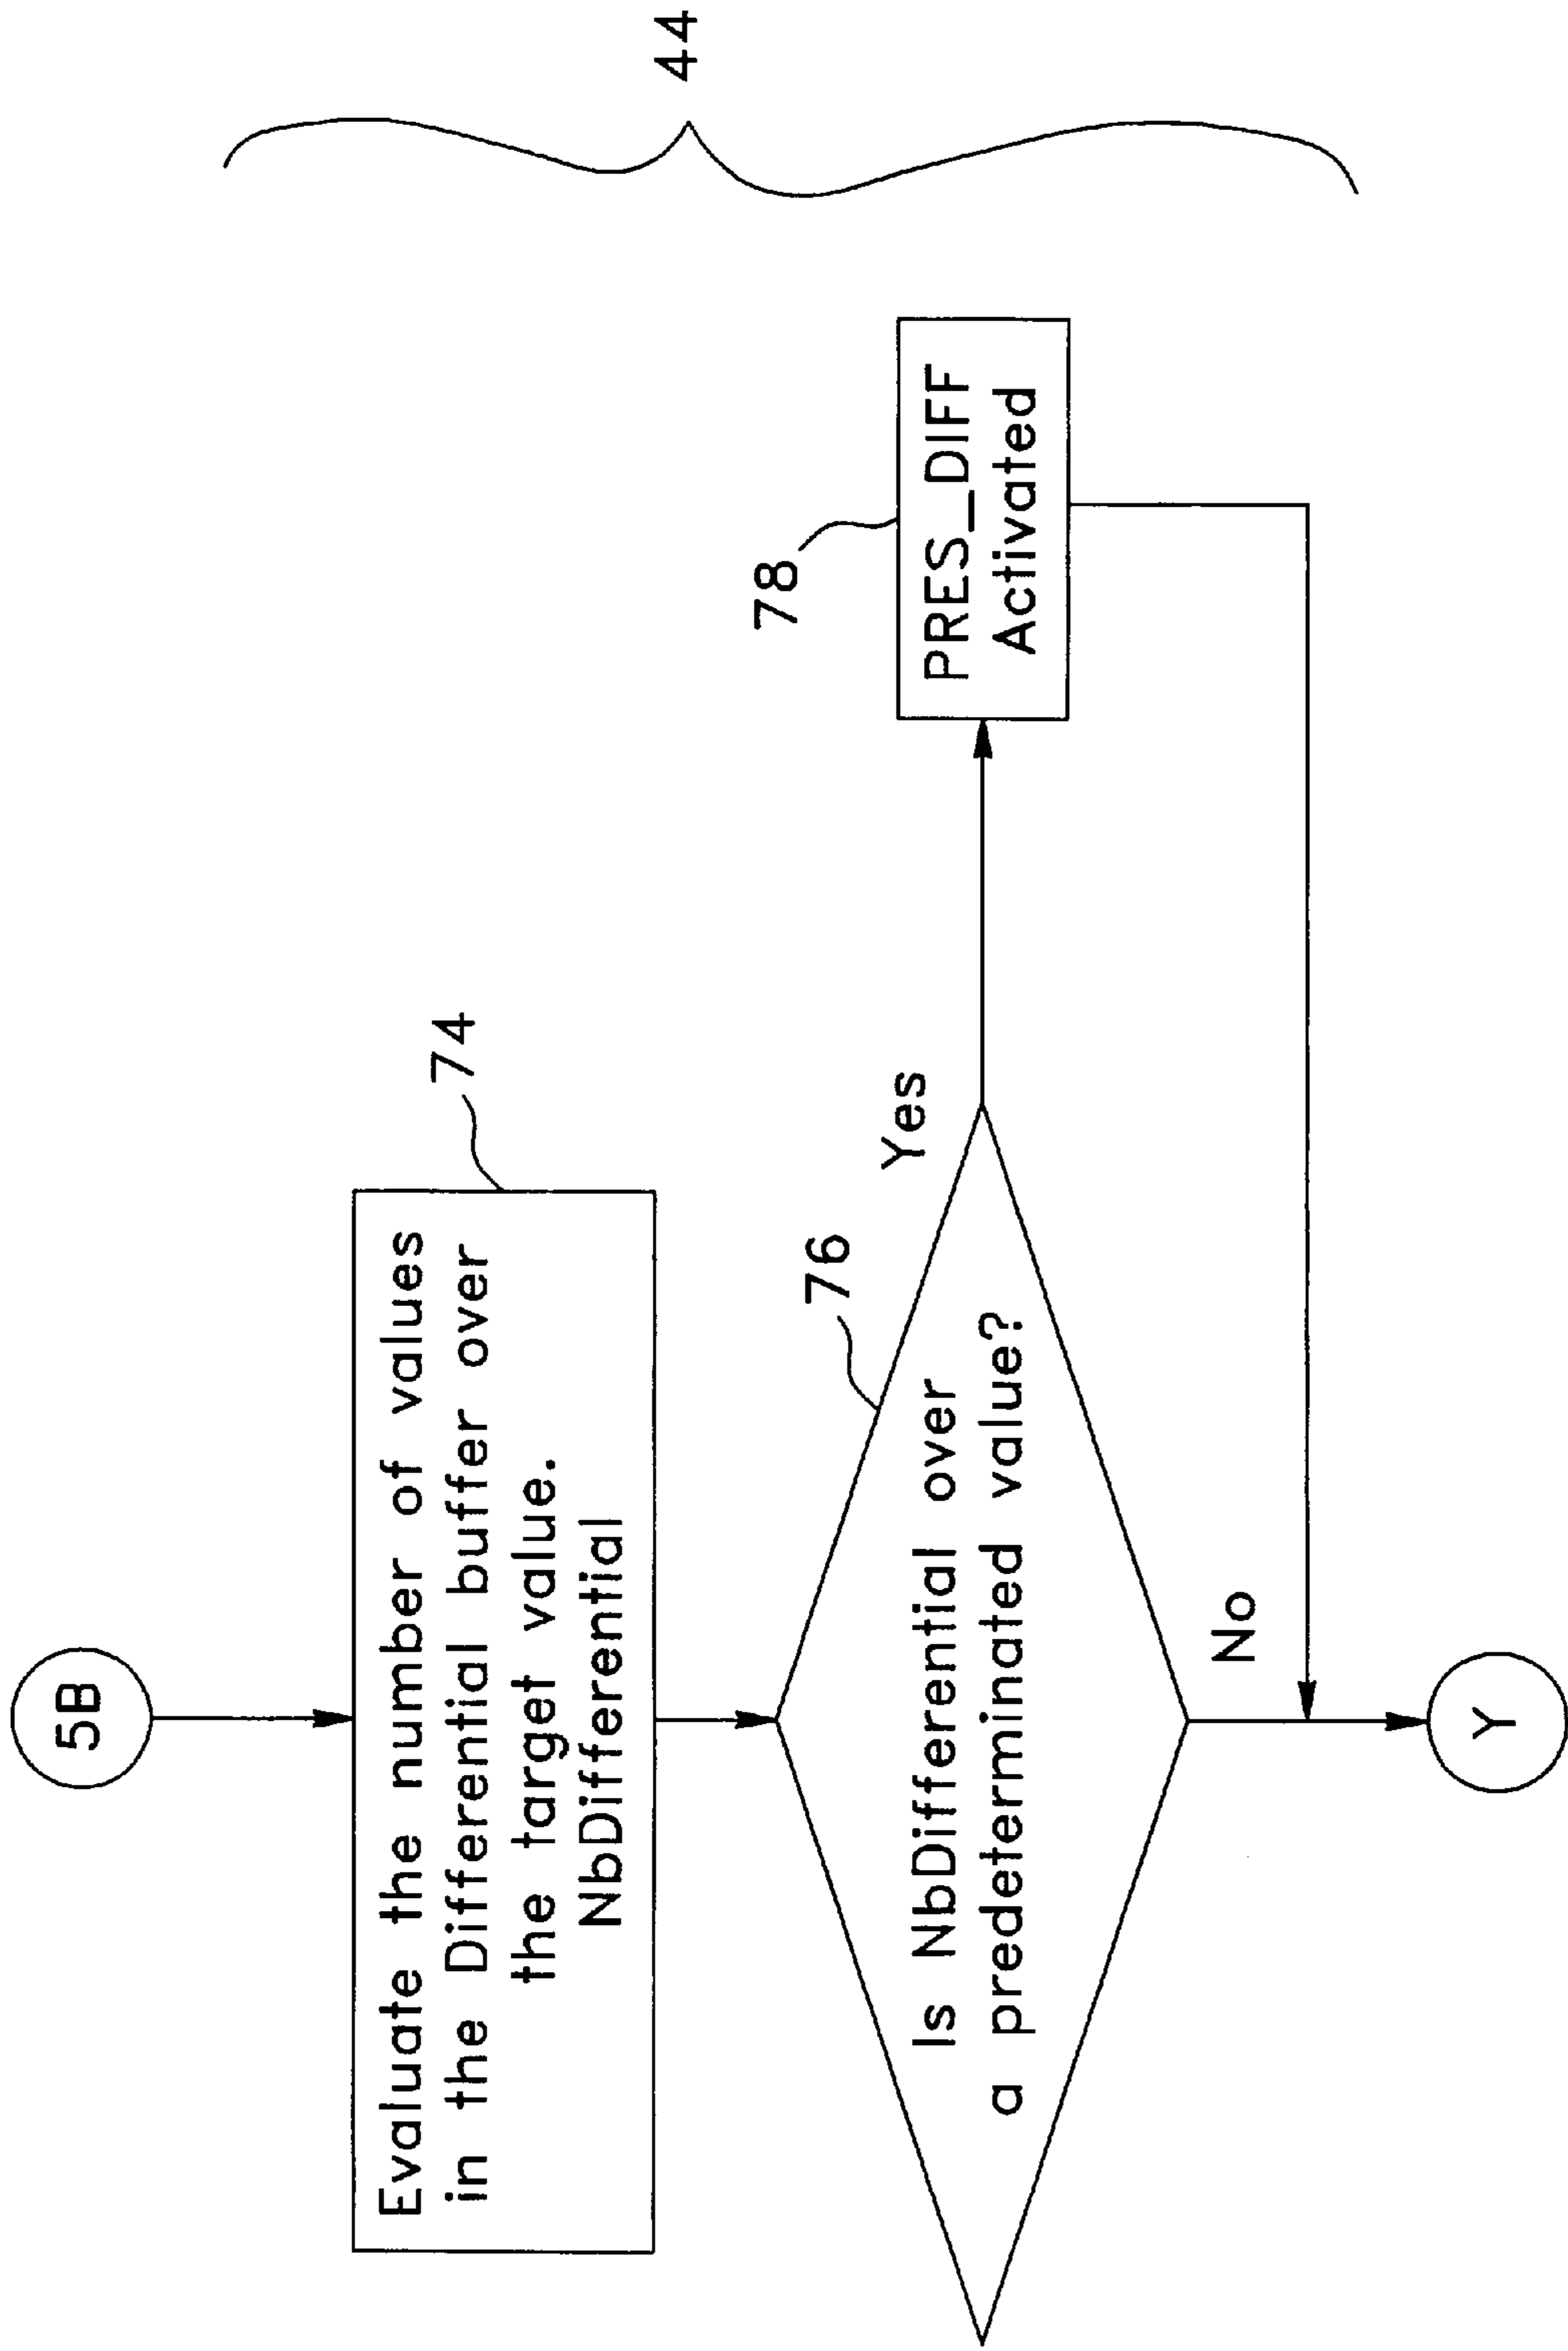 5B
Evaluate the number of values
in the Differential buffer over
the target value.
NbDifferential
74
Is NbDifferential over
a predeterminated value?
76
Yes
PRES_DIFF
Activated
78
No
Y
44